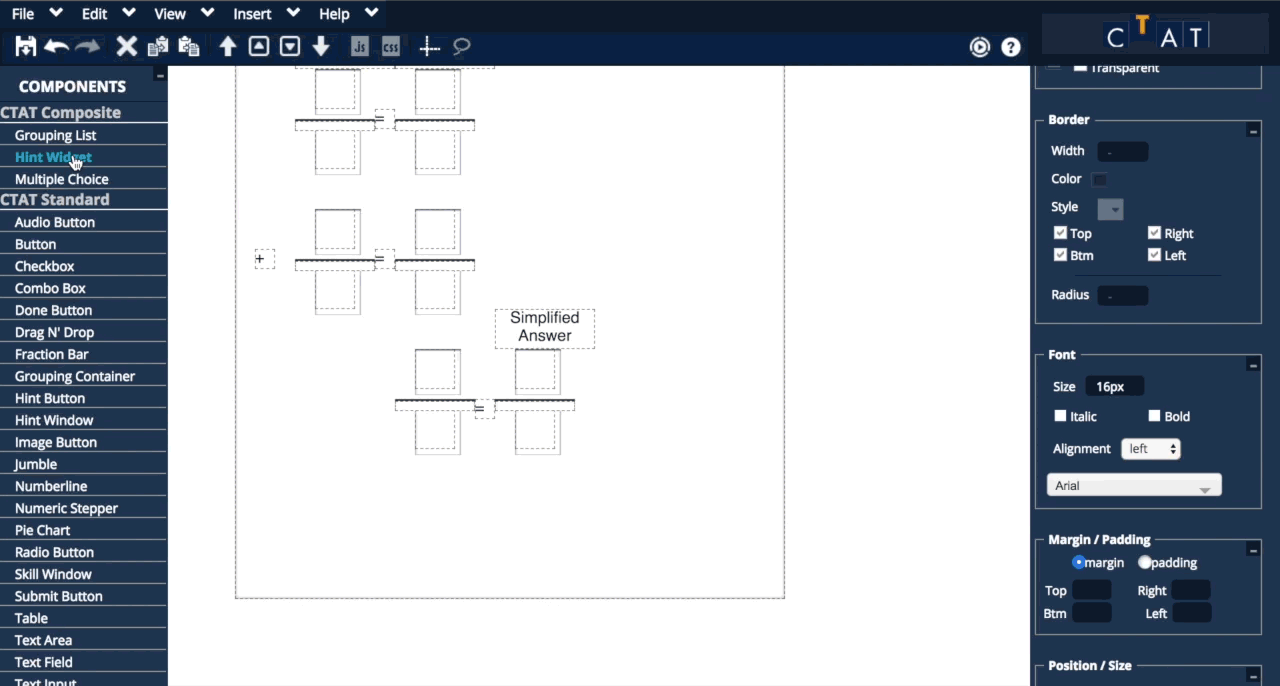 File Edit View Insert Help
Js css ?
CTAT
COMPONENTS
CTAT Composite
Grouping List
Hint Widget
Multiple Choice
CTAT Standard
Audio Button
Button
Checkbox
Combo Box
Done Button
Drag N' Drop
Fraction Bar
Grouping Container
Hint Button
Hint Window
Image Button
Jumble
Numberline
Numeric Stepper
Pie Chart
Radio Button
Skill Window
Submit Button
Table
Text Area
Text Field
Text Input
=
+ =
Simplified
Answer
=
Transparent
Border
Width -
Color
Style
Top Right
Btm Left
Radius -
Font
Size 16px
Italic Bold
Alignment left
Arial
Margin / Padding
margin padding
Top Right
Btm Left
Position / Size